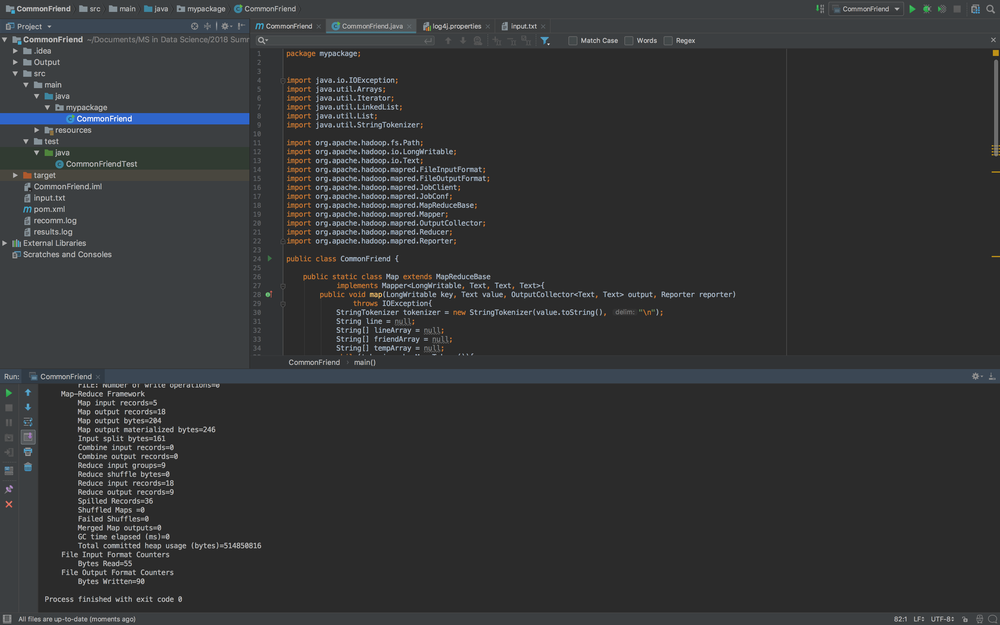 CommonFriend src main java mypackage CommonFriend
CommonFriend
Project
CommonFriend ~/Documents/MS in Data Science/2018 Summ
.idea
Output
src
main
java
mypackage
CommonFriend
resources
test
java
CommonFriendTest
target
CommonFriend.iml
input.txt
pom.xml
recomm.log
results.log
External Libraries
Scratches and Consoles
CommonFriend CommonFriend.java log4j.properties input.txt
Match Case Words Regex
1 package mypackage;
2
3
4 import java.io.IOException;
5 import java.util.Arrays;
6 import java.util.Iterator;
7 import java.util.LinkedList;
8 import java.util.List;
9 import java.util.StringTokenizer;
10
11 import org.apache.hadoop.fs.Path;
12 import org.apache.hadoop.io.LongWritable;
13 import org.apache.hadoop.io.Text;
14 import org.apache.hadoop.mapred.FileInputFormat;
15 import org.apache.hadoop.mapred.FileOutputFormat;
16 import org.apache.hadoop.mapred.JobClient;
17 import org.apache.hadoop.mapred.JobConf;
18 import org.apache.hadoop.mapred.MapReduceBase;
19 import org.apache.hadoop.mapred.Mapper;
20 import org.apache.hadoop.mapred.OutputCollector;
21 import org.apache.hadoop.mapred.Reducer;
22 import org.apache.hadoop.mapred.Reporter;
23
24 public class CommonFriend {
25
26 public static class Map extends MapReduceBase
27 implements Mapper<LongWritable, Text, Text, Text>{
28 public void map(LongWritable key, Text value, OutputCollector<Text, Text> output, Reporter reporter)
29 throws IOException{
30 StringTokenizer tokenizer = new StringTokenizer(value.toString(), delim: "\n");
31 String line = null;
32 String[] lineArray = null;
33 String[] friendArray = null;
34 String[] tempArray = null;
CommonFriend › main()
Run: CommonFriend
FILE: Number of write operations=0
Map-Reduce Framework
Map input records=5
Map output records=18
Map output bytes=204
Map output materialized bytes=246
Input split bytes=161
Combine input records=0
Combine output records=0
Reduce input groups=9
Reduce shuffle bytes=0
Reduce input records=18
Reduce output records=9
Spilled Records=36
Shuffled Maps =0
Failed Shuffles=0
Merged Map outputs=0
GC time elapsed (ms)=0
Total committed heap usage (bytes)=514850816
File Input Format Counters
Bytes Read=55
File Output Format Counters
Bytes Written=90
Process finished with exit code 0
All files are up-to-date (moments ago) 82:1 LF UTF-8